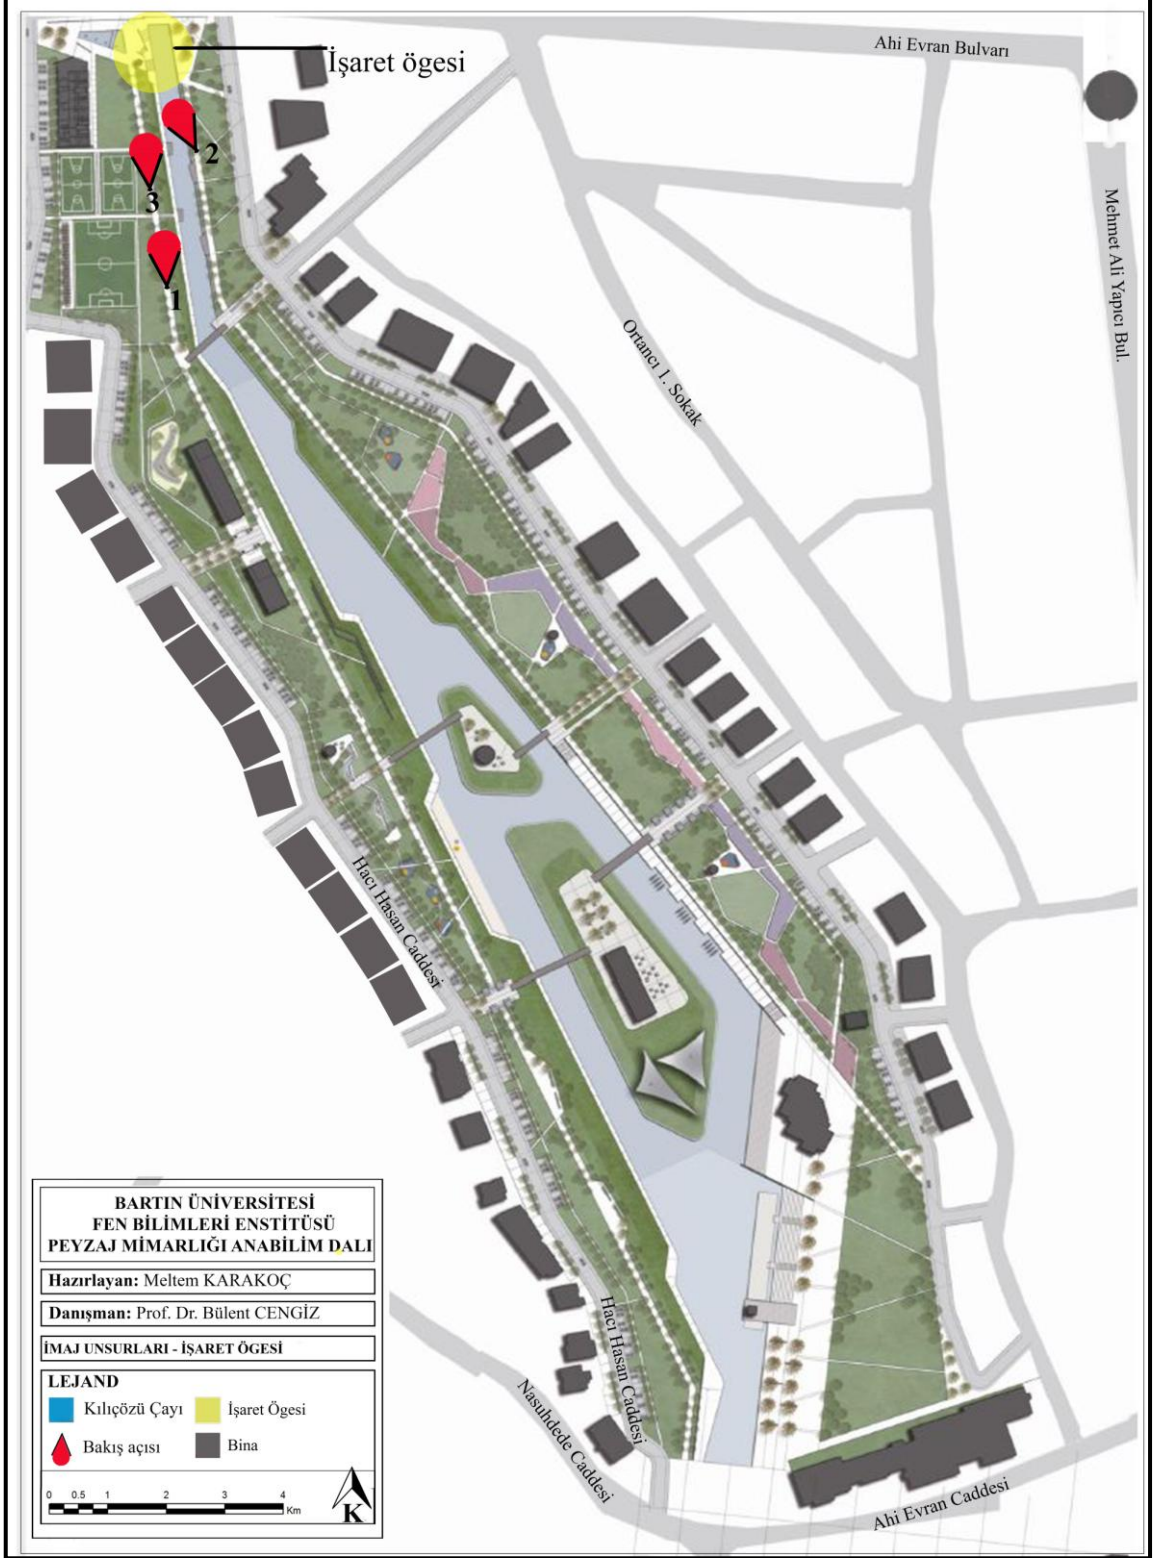 Ahi Evran Bulvarı
İşaret ögesi
2
3
1
Mehmet Ali Yapıcı Bul.
Ortancı 1. Sokak
Hacı Hasan Caddesi
BARTIN ÜNİVERSİTESİ
FEN BİLİMLERİ ENSTİTÜSÜ
PEYZAJ MİMARLIĞI ANABİLİM DALI
Hazırlayan: Meltem KARAKOÇ
Danışman: Prof. Dr. Bülent CENGİZ
İMAJ UNSURLARI - İŞARET ÖGESİ
LEJAND
Kılıçözü Çayı
İşaret Ögesi
Bakış açısı
Bina
0 0.5 1 2 3 4
Km
K
Hacı Hasan Caddesi
Nasuhdede Caddesi
Ahi Evran Caddesi